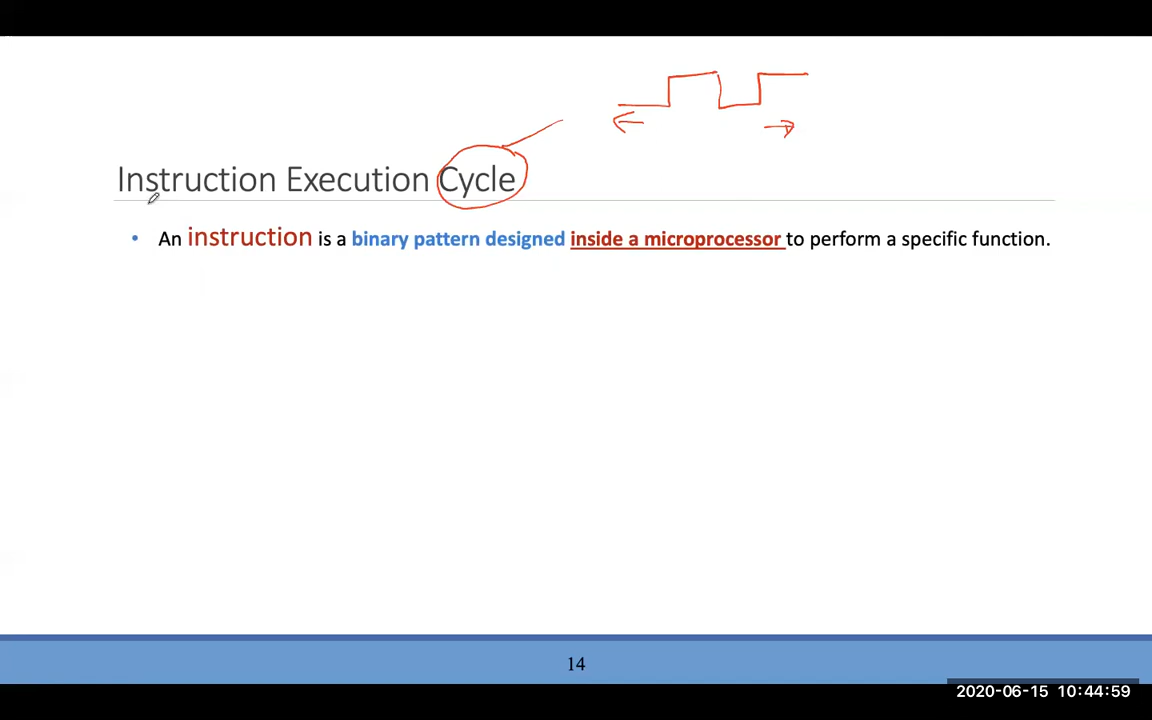 Instruction Execution Cycle
• An instruction is a binary pattern designed inside a microprocessor to perform a specific function.
14
2020-06-15 10:44:59